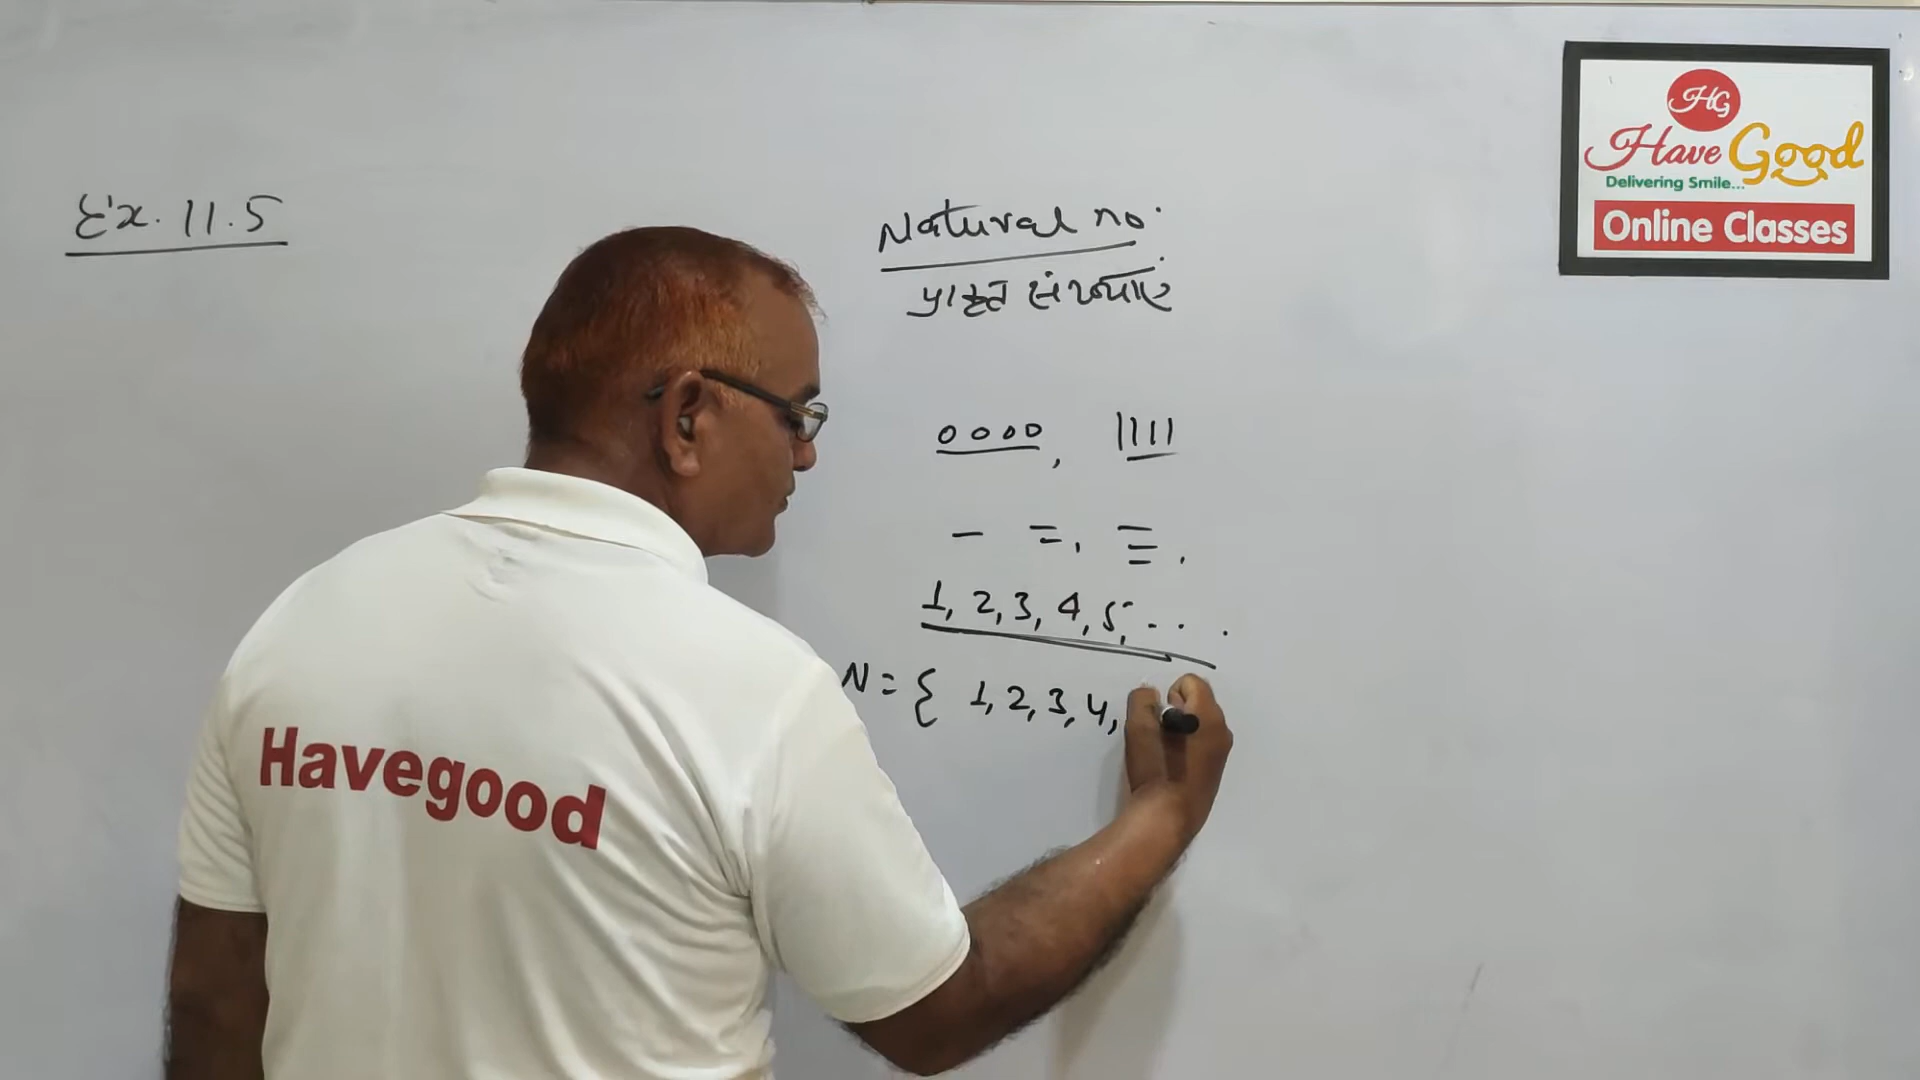 Ex. 11.5
Natural no.
प्राकृत संख्याएं
0000, ||||
– =, ≡.
1, 2, 3, 4, 5, - - .
N = { 1, 2, 3, 4,
HG
Have Good
Delivering Smile...
Online Classes
Havegood